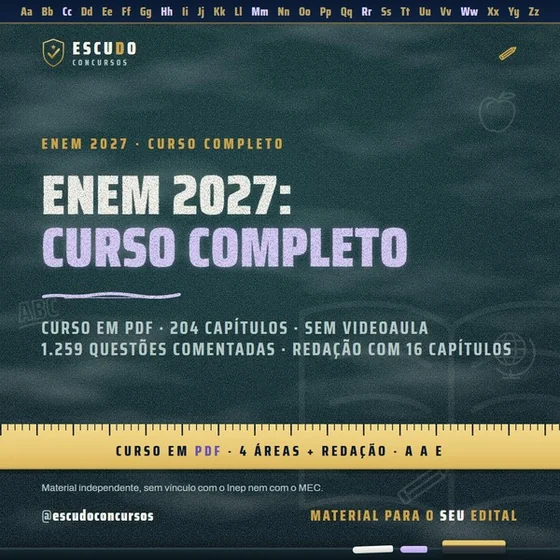 Aa Bb Cc Dd Ee Ff Gg Hh Ii Jj Kk Ll Mm Nn Oo Pp Qq Rr Ss Tt Uu Vv Ww Xx Yy Zz
ESCUDO
CONCURSOS
ENEM 2027 · CURSO COMPLETO
ENEM 2027:
CURSO COMPLETO
ABC
CURSO EM PDF · 204 CAPÍTULOS · SEM VIDEOAULA
1.259 QUESTÕES COMENTADAS · REDAÇÃO COM 16 CAPÍTULOS
CURSO EM PDF · 4 ÁREAS + REDAÇÃO · A A E
Material independente, sem vínculo com o Inep nem com o MEC.
@escudoconcursos
MATERIAL PARA O SEU EDITAL